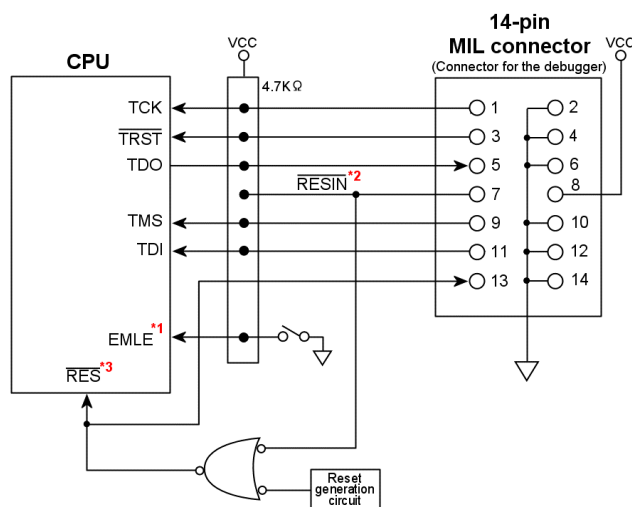 14-pin
MIL connector
(Connector for the debugger)
VCC
VCC
CPU
4.7KΩ
TCK
1
2
TRST
3
4
TDO
5
6
RESIN*2
7
8
TMS
9
10
TDI
11
12
13
14
EMLE*1
RES*3
Reset
generation
circuit